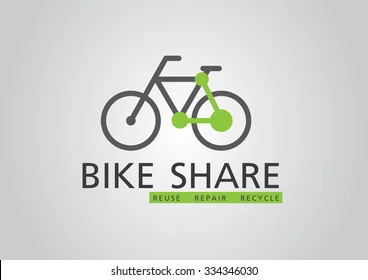 BIKE SHARE
REUSE REPAIR RECYCLE
shutterstock.com · 334346030